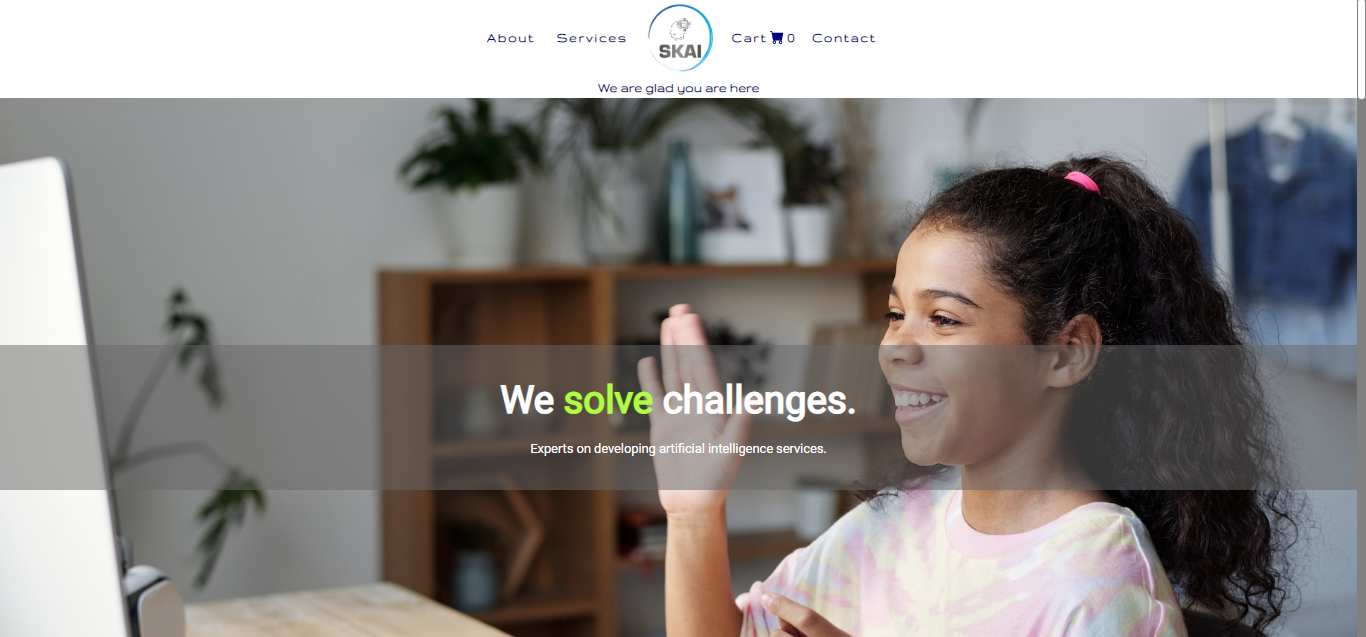 About Services SKAI Cart 0 Contact
We are glad you are here
We solve challenges.
Experts on developing artificial intelligence services.